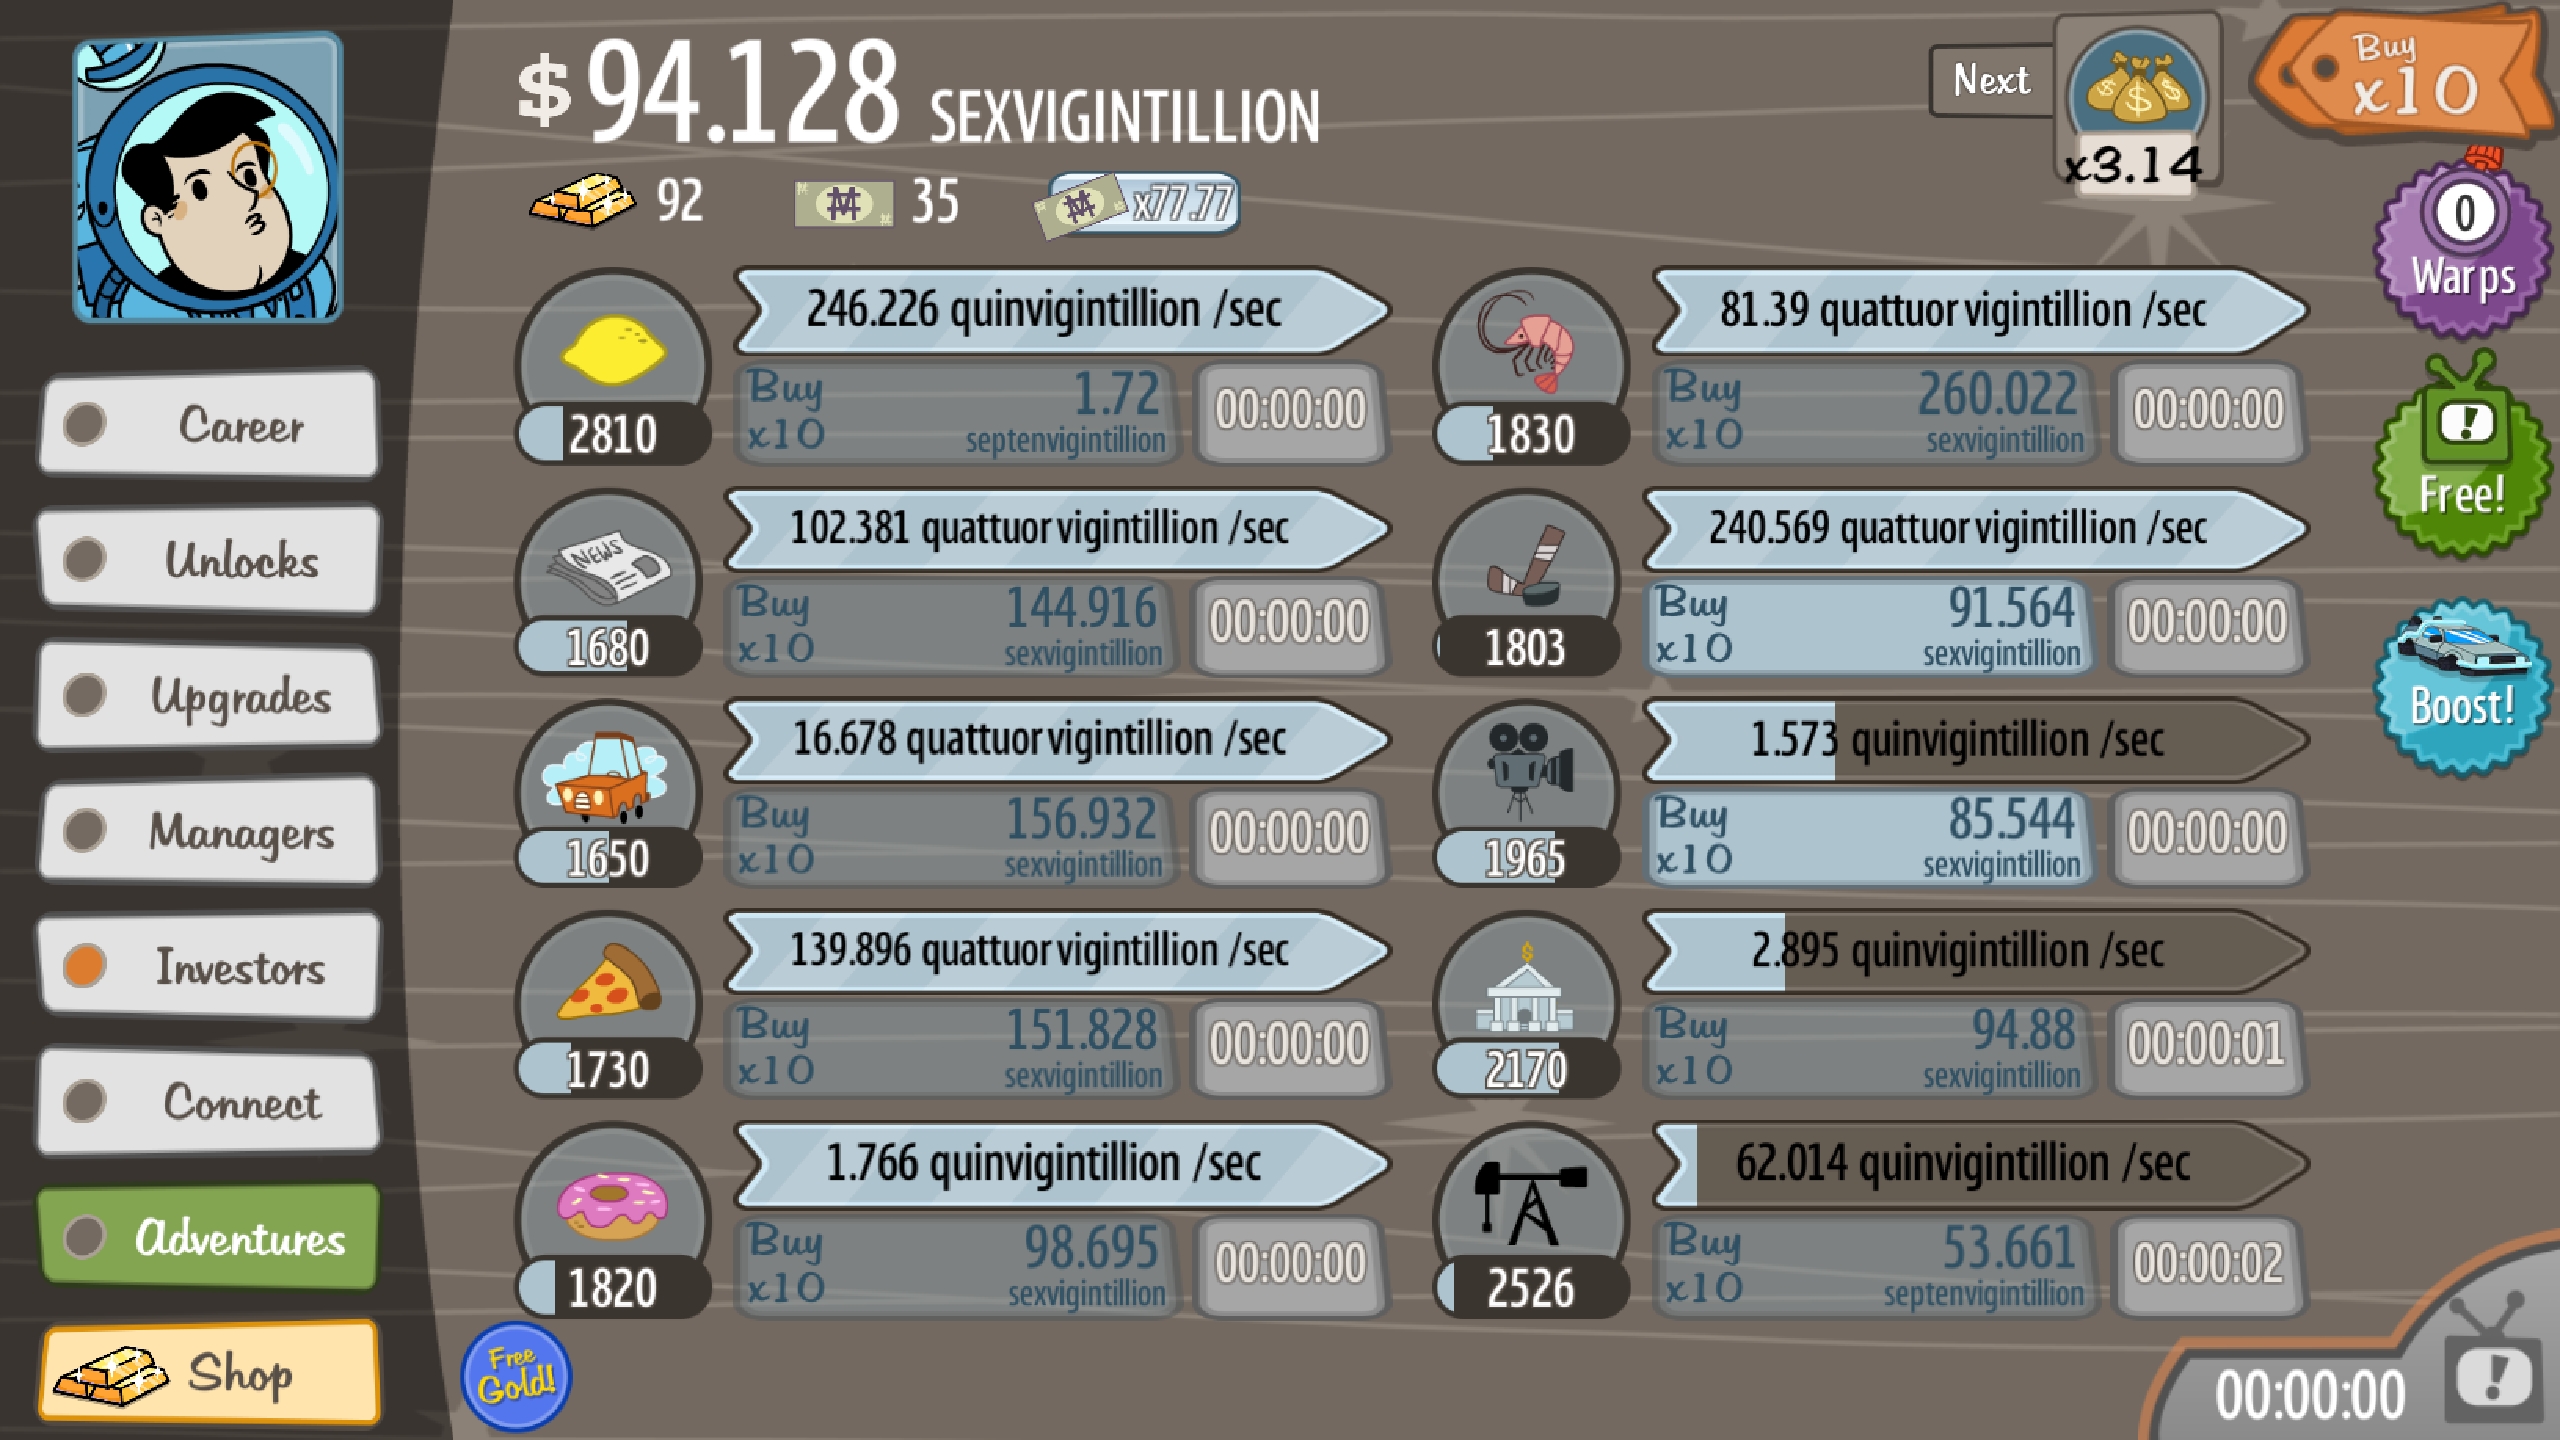 $94.128 SEXVIGINTILLION
92 35 x77.77
Next
x3.14
Buy
x10
0
Warps
Free!
Boost!
Career
Unlocks
Upgrades
Managers
Investors
Connect
Adventures
Shop
246.226 quinvigintillion /sec
2810
Buy
x10
1.72
septenvigintillion
00:00:00
81.39 quattuorvigintillion /sec
1830
Buy
x10
260.022
sexvigintillion
00:00:00
102.381 quattuorvigintillion /sec
NEWS
1680
Buy
x10
144.916
sexvigintillion
00:00:00
240.569 quattuorvigintillion /sec
1803
Buy
x10
91.564
sexvigintillion
00:00:00
16.678 quattuorvigintillion /sec
1650
Buy
x10
156.932
sexvigintillion
00:00:00
1.573 quinvigintillion /sec
1965
Buy
x10
85.544
sexvigintillion
00:00:00
139.896 quattuorvigintillion /sec
1730
Buy
x10
151.828
sexvigintillion
00:00:00
2.895 quinvigintillion /sec
2170
Buy
x10
94.88
sexvigintillion
00:00:01
1.766 quinvigintillion /sec
1820
Buy
x10
98.695
sexvigintillion
00:00:00
62.014 quinvigintillion /sec
2526
Buy
x10
53.661
septenvigintillion
00:00:02
Free
Gold!
00:00:00